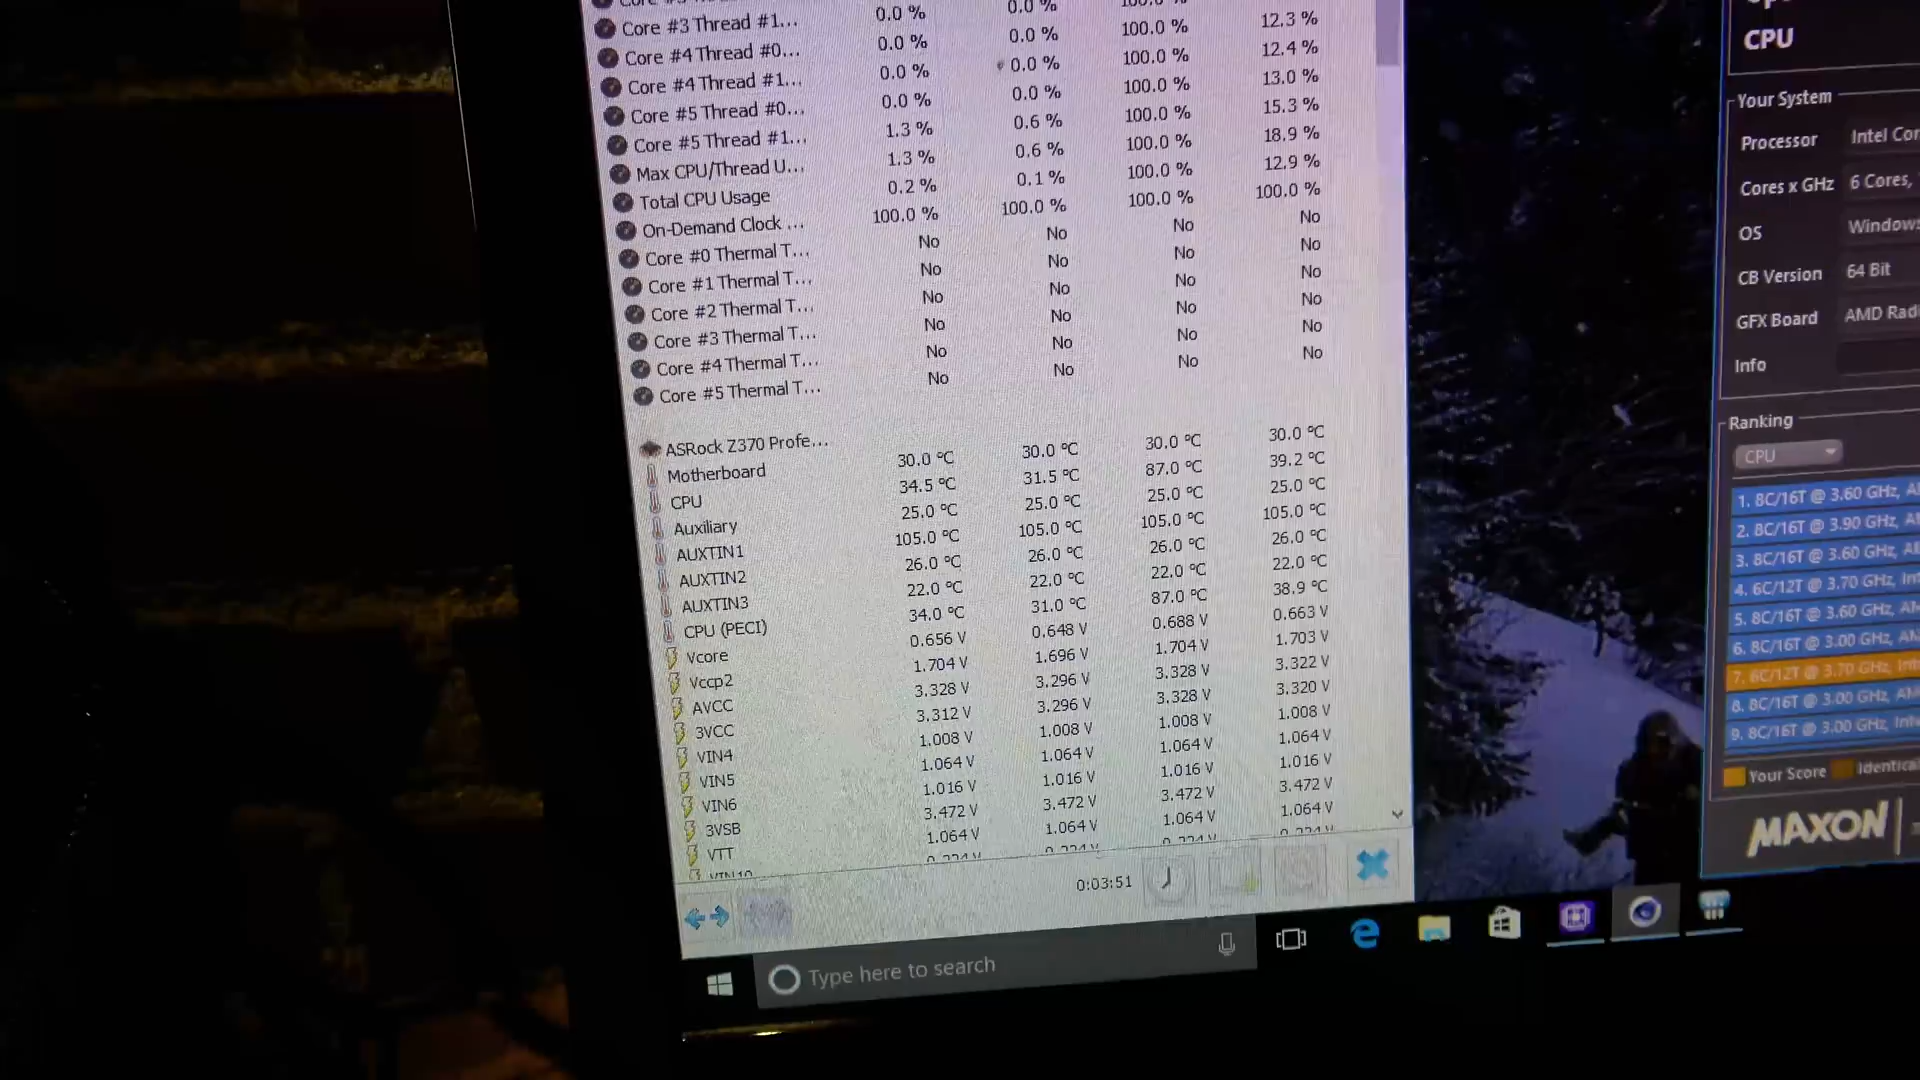 Core #3 Thread #1... 0.0 % 0.0 % 100.0 %
Core #4 Thread #0... 0.0 % 0.0 % 100.0 % 12.3 %
Core #4 Thread #1... 0.0 % 0.0 % 100.0 % 12.4 %
Core #5 Thread #0... 0.0 % 0.0 % 100.0 % 13.0 %
Core #5 Thread #1... 1.3 % 0.6 % 100.0 % 15.3 %
Max CPU/Thread U... 1.3 % 0.6 % 100.0 % 18.9 %
Total CPU Usage 0.2 % 0.1 % 100.0 % 12.9 %
On-Demand Clock ... 100.0 % 100.0 % 100.0 % 100.0 %
Core #0 Thermal T... No No No No
Core #1 Thermal T... No No No No
Core #2 Thermal T... No No No No
Core #3 Thermal T... No No No No
Core #4 Thermal T... No No No No
Core #5 Thermal T... No No No No
ASRock Z370 Profe...
Motherboard 30.0 °C 30.0 °C 30.0 °C 30.0 °C
CPU 34.5 °C 31.5 °C 87.0 °C 39.2 °C
Auxiliary 25.0 °C 25.0 °C 25.0 °C 25.0 °C
AUXTIN1 105.0 °C 105.0 °C 105.0 °C 105.0 °C
AUXTIN2 26.0 °C 26.0 °C 26.0 °C 26.0 °C
AUXTIN3 22.0 °C 22.0 °C 22.0 °C 22.0 °C
CPU (PECI) 34.0 °C 31.0 °C 87.0 °C 38.9 °C
Vcore 0.656 V 0.648 V 0.688 V 0.663 V
Vccp2 1.704 V 1.696 V 1.704 V 1.703 V
AVCC 3.328 V 3.296 V 3.328 V 3.322 V
3VCC 3.312 V 3.296 V 3.328 V 3.320 V
VIN4 1.008 V 1.008 V 1.008 V 1.008 V
VIN5 1.064 V 1.064 V 1.064 V 1.064 V
VIN6 1.016 V 1.016 V 1.016 V 1.016 V
3VSB 3.472 V 3.472 V 3.472 V 3.472 V
VTT 1.064 V 1.064 V 1.064 V 1.064 V
0:03:51
Type here to search
CPU
Your System
Processor Intel Cor
Cores x GHz 6 Cores,
OS Windows
CB Version 64 Bit
GFX Board AMD Radi
Info
Ranking
CPU
1. 8C/16T @ 3.60 GHz, A
2. 8C/16T @ 3.90 GHz, A
3. 8C/16T @ 3.60 GHz, A
4. 6C/12T @ 3.70 GHz, Int
5. 8C/16T @ 3.60 GHz, A
6. 8C/16T @ 3.00 GHz, AM
7. 6C/12T @ 3.70 GHz, Int
8. 8C/16T @ 3.00 GHz, AM
9. 8C/16T @ 3.00 GHz, Inte
Your Score Identica
MAXON